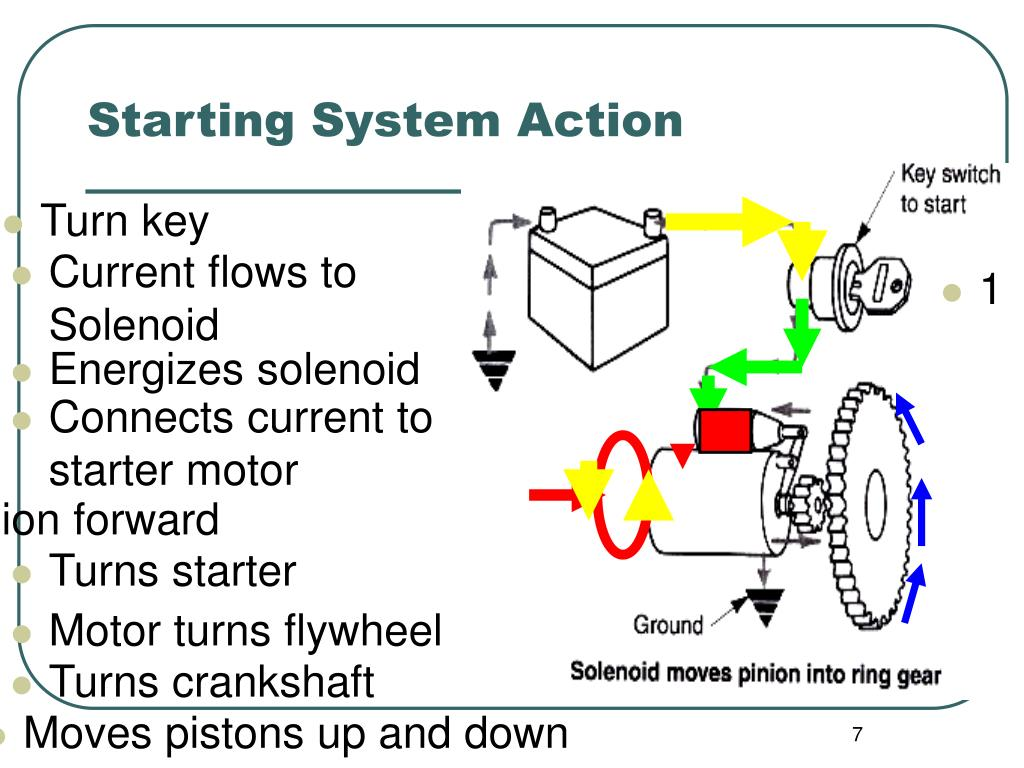 Starting System Action
Turn key
Current flows to
Solenoid
Energizes solenoid
Connects current to
starter motor
ion forward
Turns starter
Motor turns flywheel
Turns crankshaft
Moves pistons up and down
Key switch
to start
1
Ground
Solenoid moves pinion into ring gear
7